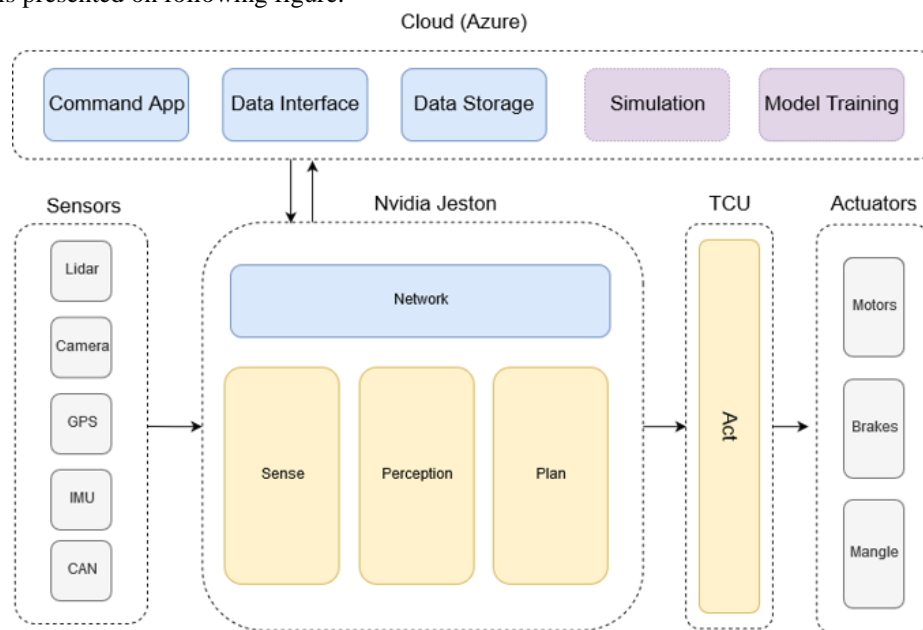 is presented on following figure.
Cloud (Azure)
Command App
Data Interface
Data Storage
Simulation
Model Training
Sensors
Nvidia Jeston
TCU
Actuators
Lidar
Camera
GPS
IMU
CAN
Network
Sense
Perception
Plan
Act
Motors
Brakes
Mangle